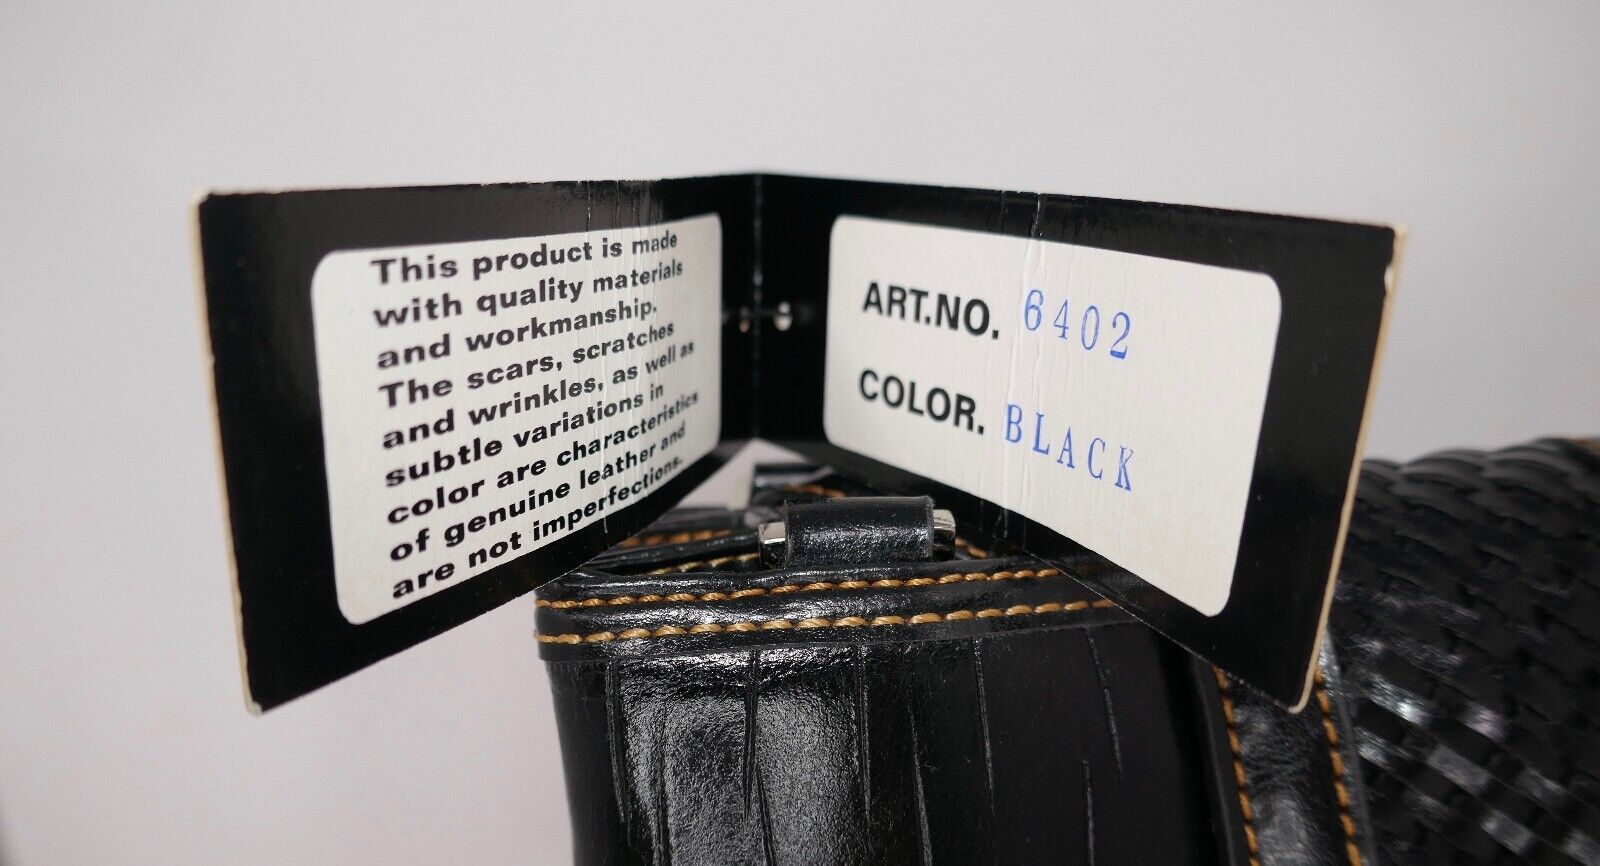 This product is made
with quality materials
and workmanship.
The scars, scratches
and wrinkles, as well as
subtle variations in
color are characteristics
of genuine leather and
are not imperfections.
ART.NO. 6402
COLOR. BLACK